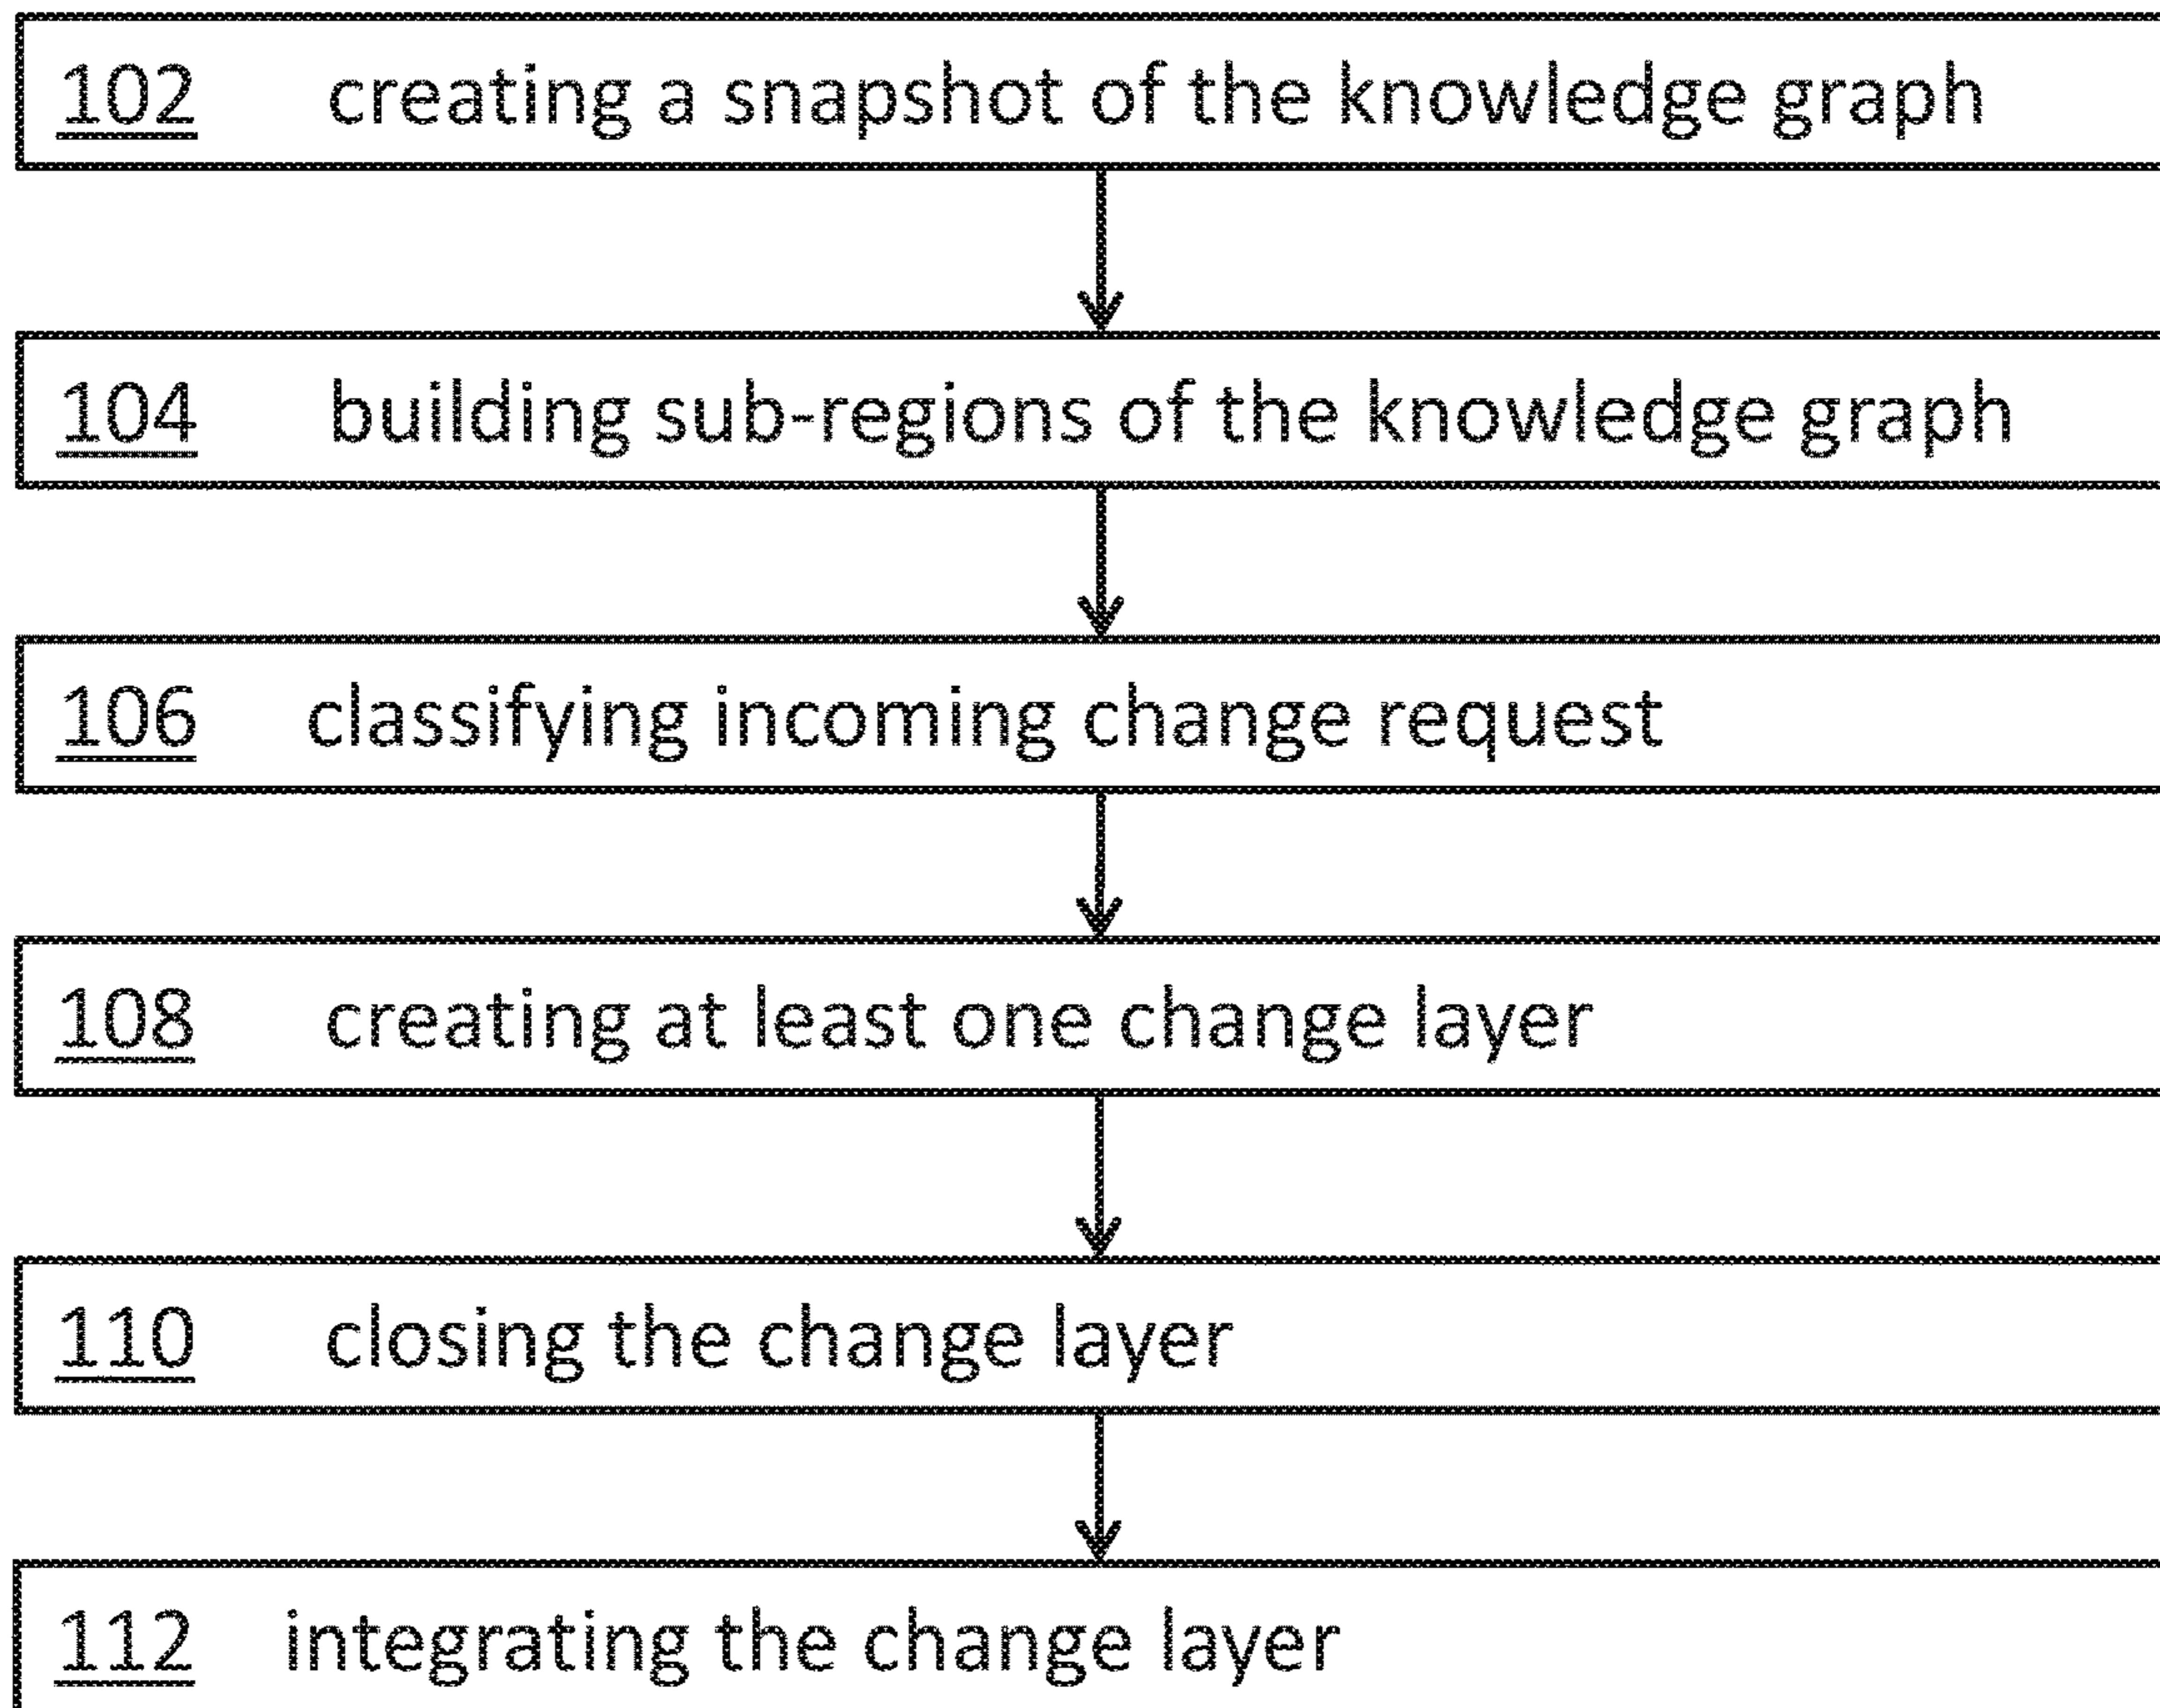 102 creating a snapshot of the knowledge graph
104 building sub-regions of the knowledge graph
106 classifying incoming change request
108 creating at least one change layer
110 closing the change layer
112 integrating the change layer